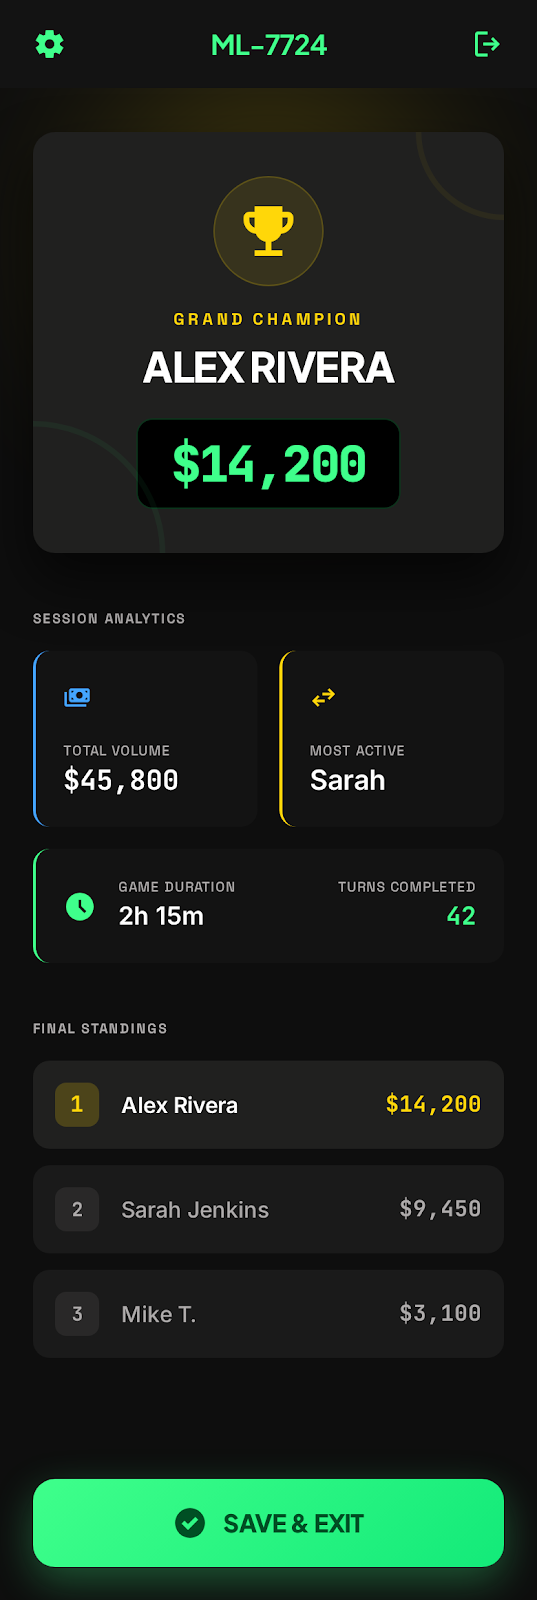 ML-7724
GRAND CHAMPION
ALEX RIVERA
$14,200
SESSION ANALYTICS
TOTAL VOLUME
$45,800
MOST ACTIVE
Sarah
GAME DURATION
2h 15m
TURNS COMPLETED
42
FINAL STANDINGS
1 Alex Rivera $14,200
2 Sarah Jenkins $9,450
3 Mike T. $3,100
SAVE & EXIT